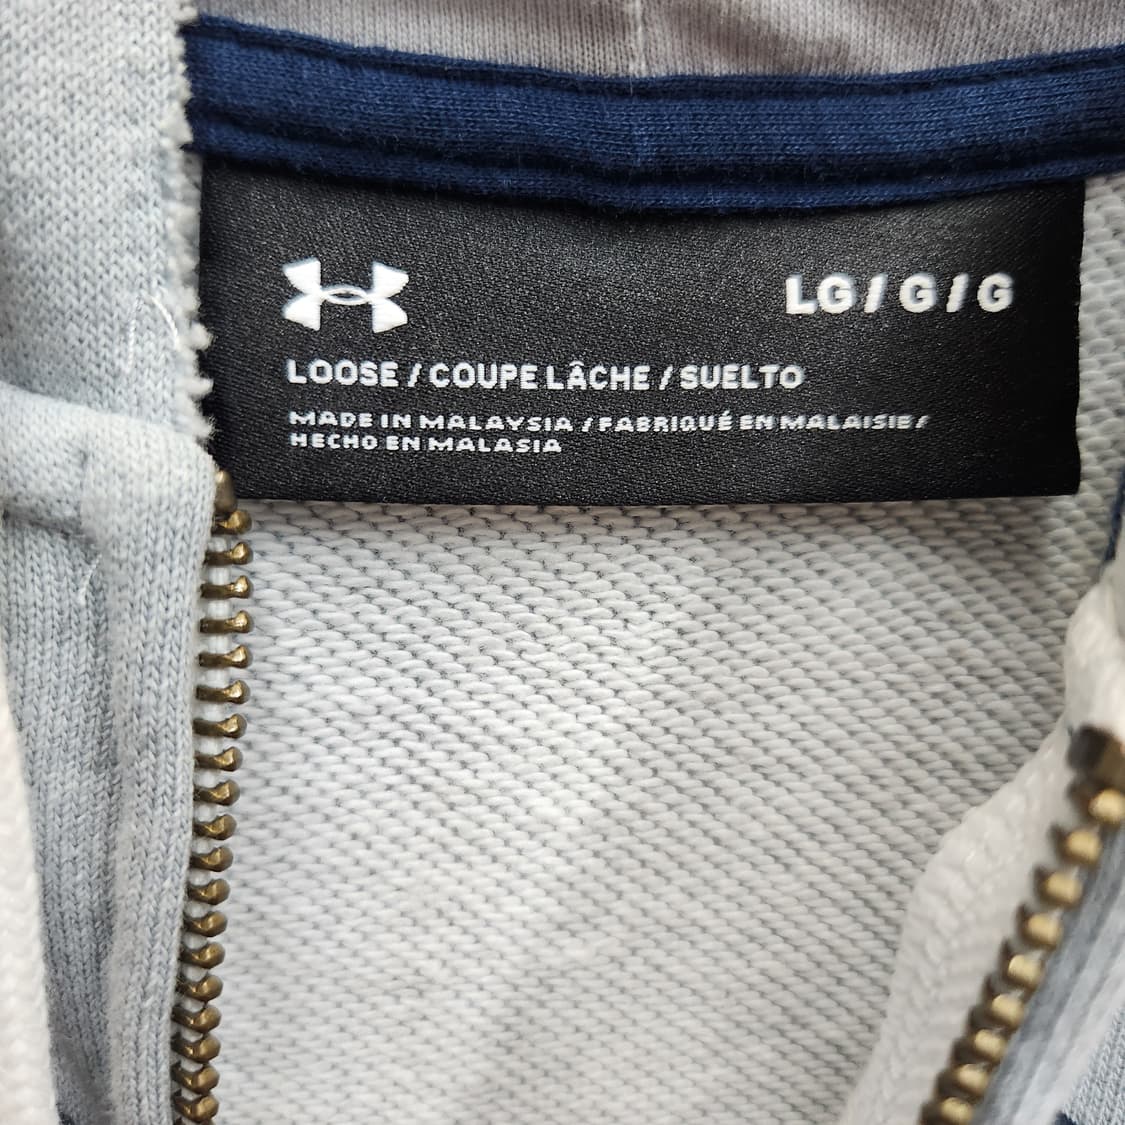 LG / G / G
LOOSE / COUPE LÂCHE / SUELTO
MADE IN MALAYSIA / FABRIQUÉ EN MALAISIE /
HECHO EN MALASIA